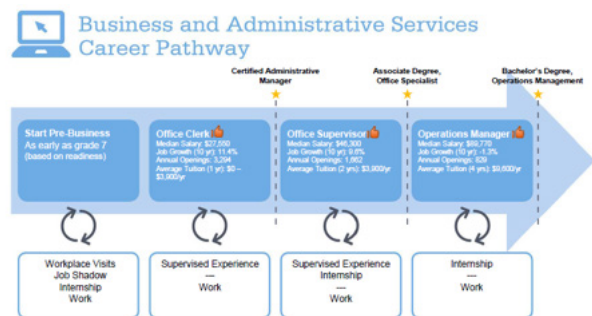 Business and Administrative Services
Career Pathway
Certified Administrative
Manager
Associate Degree,
Office Specialist
Bachelor's Degree,
Operations Management
Start Pre-Business
As early as grade 7
(based on readiness)
Office Clerk
Median Salary: $27,550
Job Growth (10 yr): 11.4%
Annual Openings: 3,294
Average Tuition (1 yr): $0 –
$3,800/yr
Office Supervisor
Median Salary: $46,300
Job Growth (10 yr): 9.6%
Annual Openings: 1,662
Average Tuition (2 yrs): $3,800/yr
Operations Manager
Median Salary: $69,770
Job Growth (10 yr): -1.3%
Annual Openings: 829
Average Tuition (4 yrs): $9,600/yr
Workplace Visits
Job Shadow
Internship
Work
Supervised Experience
---
Work
Supervised Experience
Internship
---
Work
Internship
---
Work